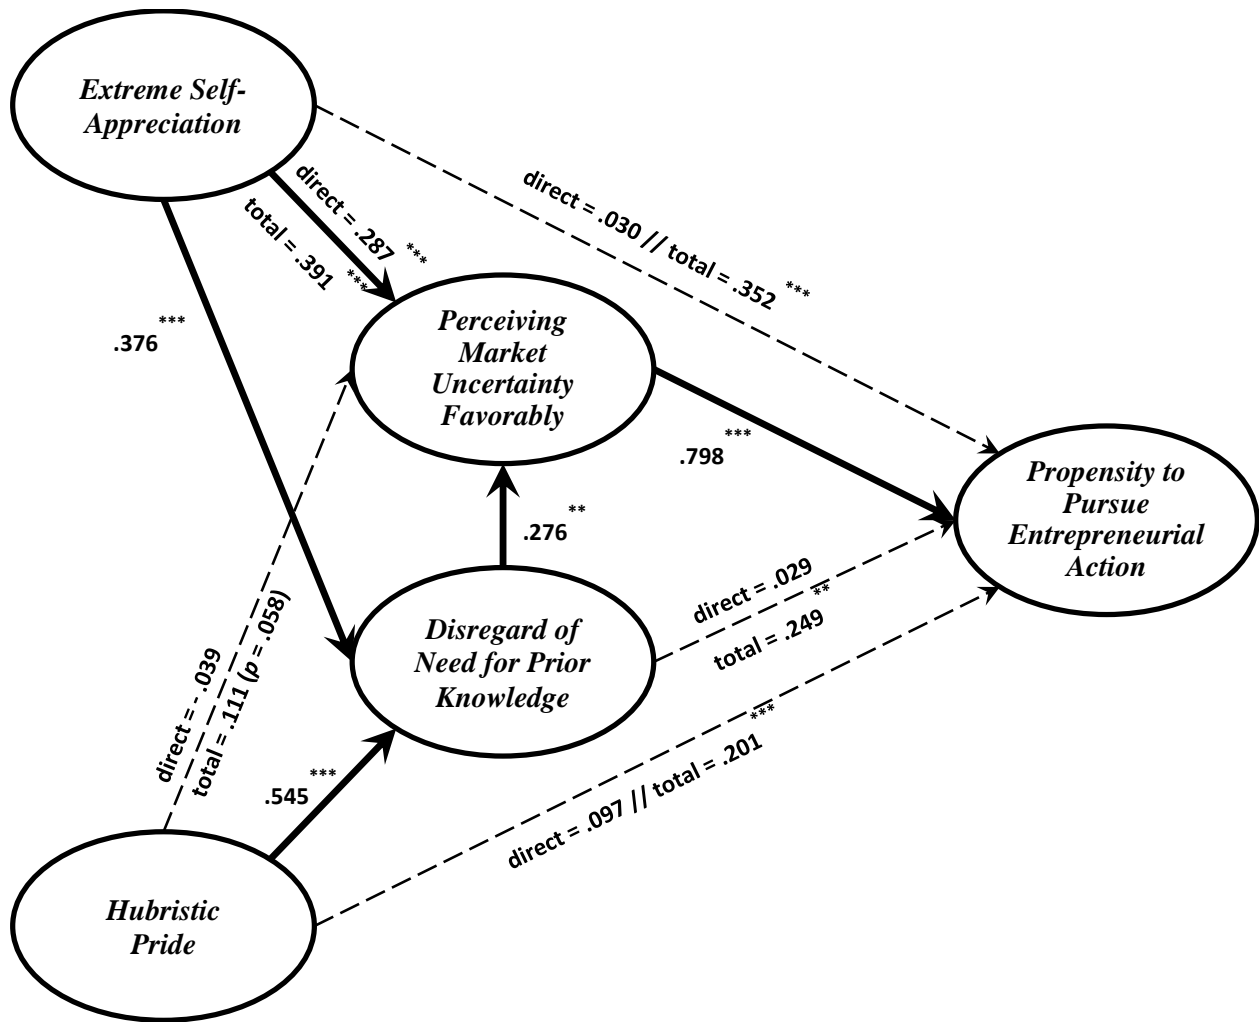 Extreme Self-
Appreciation
direct = .030 // total = .352 ***
direct = .287 ***
total = .391 ***
.376***
Perceiving
Market
Uncertainty
Favorably
.798***
Propensity to
Pursue
Entrepreneurial
Action
.276**
direct = .029
total = .249**
Disregard of
Need for Prior
Knowledge
direct = - .039
total = .111 (p = .058)
.545***
direct = .097 // total = .201***
Hubristic
Pride